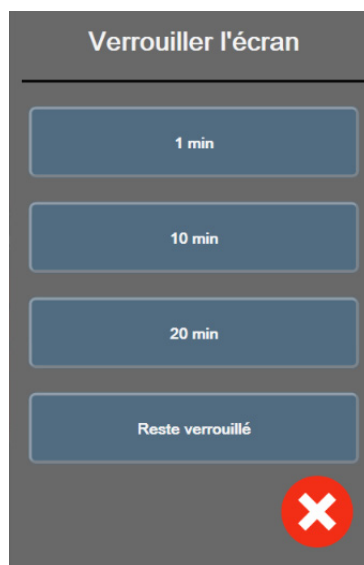 Verrouiller l'écran
1 min
10 min
20 min
Reste verrouillé